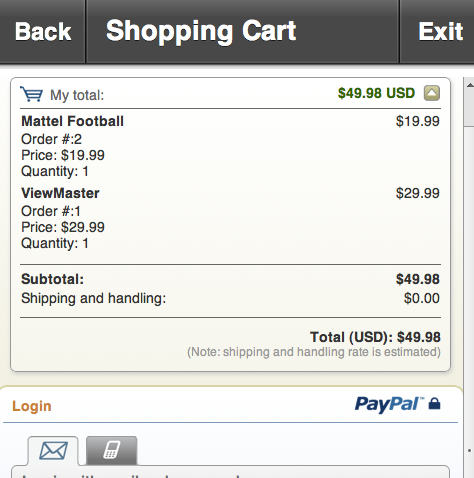 Back Shopping Cart Exit
My total: $49.98 USD
Mattel Football $19.99
Order #:2
Price: $19.99
Quantity: 1
ViewMaster $29.99
Order #:1
Price: $29.99
Quantity: 1
Subtotal: $49.98
Shipping and handling: $0.00
Total (USD): $49.98
(Note: shipping and handling rate is estimated)
Login PayPal™